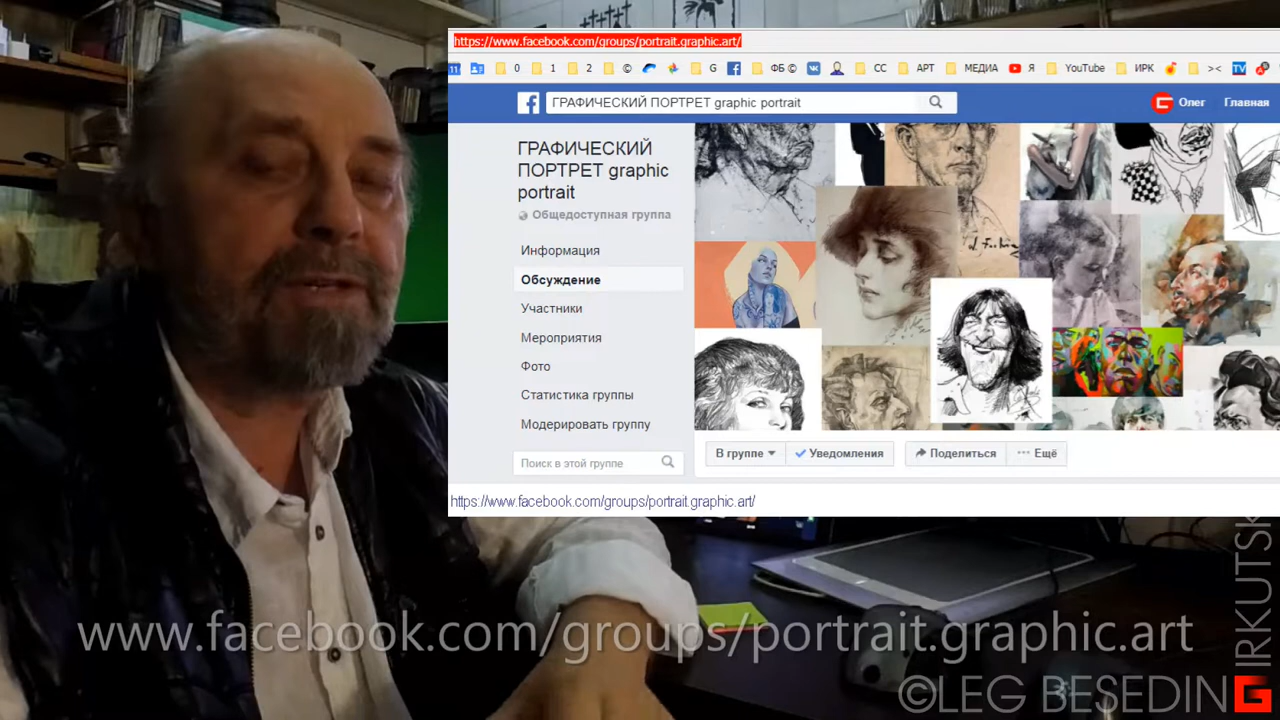 https://www.facebook.com/groups/portrait.graphic.art/
11 0 1 2 © G ФБ © CC АРТ МЕДИА Я YouTube ИРК >< TV
ГРАФИЧЕСКИЙ ПОРТРЕТ graphic portrait
Олег Главная
ГРАФИЧЕСКИЙ
ПОРТРЕТ graphic
portrait
Общедоступная группа
Информация
Обсуждение
Участники
Мероприятия
Фото
Статистика группы
Модерировать группу
Поиск в этой группе
В группе Уведомления Поделиться Ещё
https://www.facebook.com/groups/portrait.graphic.art/
www.facebook.com/groups/portrait.graphic.art
IRKUTSK
©LEG BESEDIN G